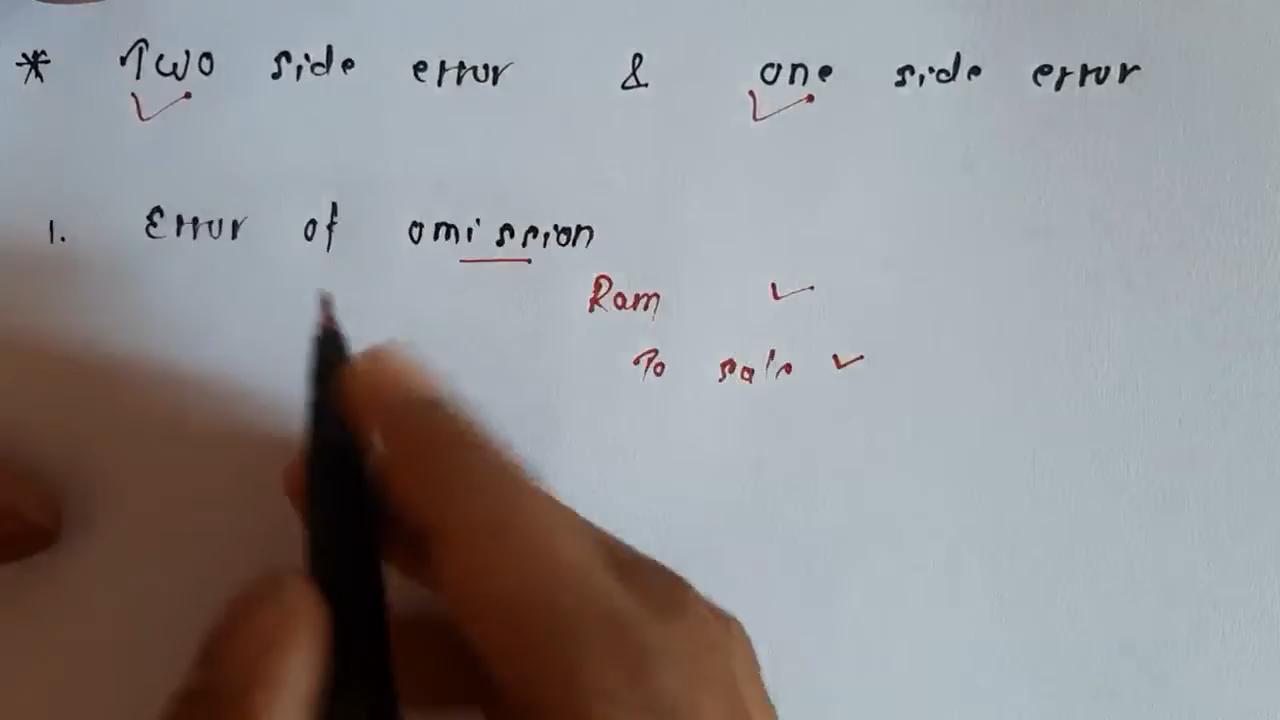 * Two side error & one side error
1. Error of omission
Ram ✓
To sale ✓